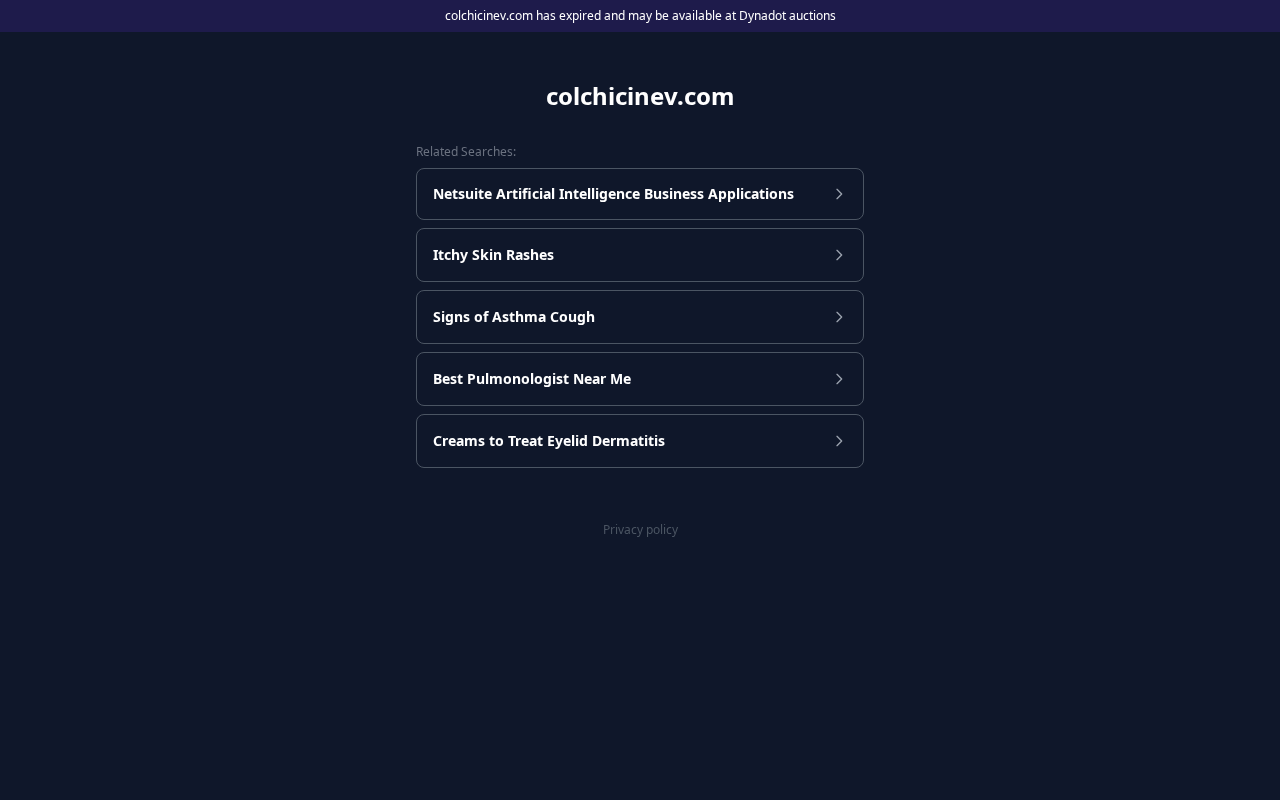 colchicinev.com has expired and may be available at Dynadot auctions
colchicinev.com
Related Searches:
Netsuite Artificial Intelligence Business Applications
Itchy Skin Rashes
Signs of Asthma Cough
Best Pulmonologist Near Me
Creams to Treat Eyelid Dermatitis
Privacy policy